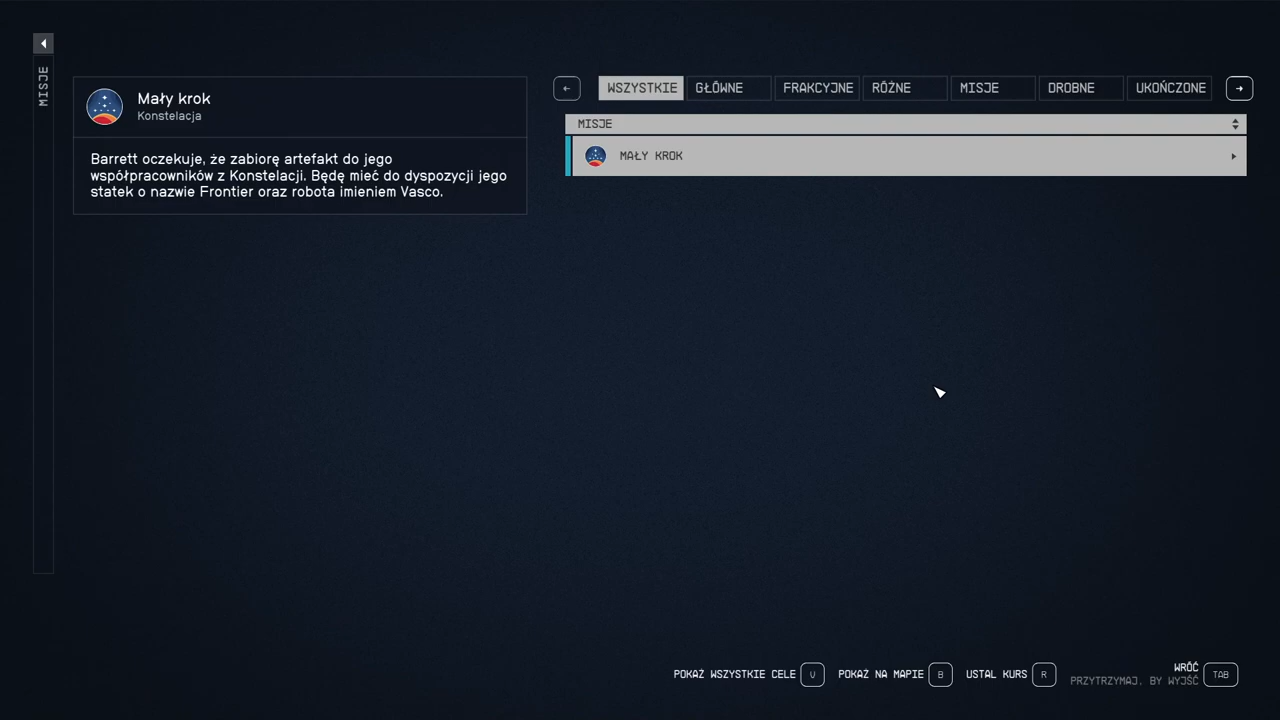 MISJE
Mały krok
Konstelacja
Barrett oczekuje, że zabiorę artefakt do jego
współpracowników z Konstelacji. Będę mieć do dyspozycji jego
statek o nazwie Frontier oraz robota imieniem Vasco.
WSZYSTKIE GŁÓWNE FRAKCYJNE RÓŻNE MISJE DROBNE UKOŃCZONE
MISJE
MAŁY KROK
POKAŻ WSZYSTKIE CELE V POKAŻ NA MAPIE B USTAL KURS R WRÓĆ TAB
PRZYTRZYMAJ, BY WYJŚĆ